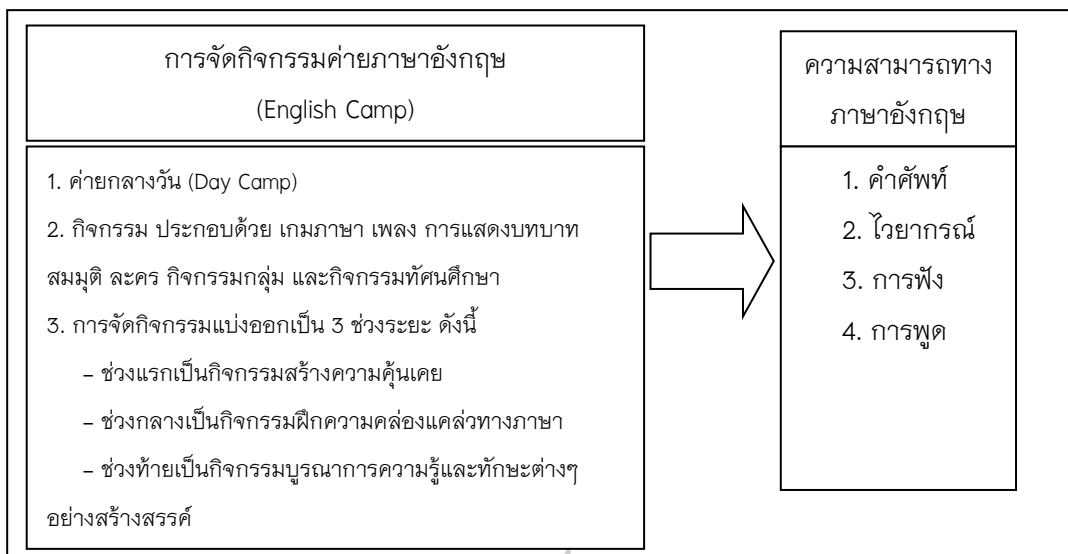 การจัดกิจกรรมค่ายภาษาอังกฤษ
(English Camp)
1. ค่ายกลางวัน (Day Camp)
2. กิจกรรม ประกอบด้วย เกมภาษา เพลง การแสดงบทบาท
สมมุติ ละคร กิจกรรมกลุ่ม และกิจกรรมทัศนศึกษา
3. การจัดกิจกรรมแบ่งออกเป็น 3 ช่วงระยะ ดังนี้
– ช่วงแรกเป็นกิจกรรมสร้างความคุ้นเคย
– ช่วงกลางเป็นกิจกรรมฝึกความคล่องแคล่วทางภาษา
– ช่วงท้ายเป็นกิจกรรมบูรณาการความรู้และทักษะต่างๆ
อย่างสร้างสรรค์
ความสามารถทาง
ภาษาอังกฤษ
1. คำศัพท์
2. ไวยากรณ์
3. การฟัง
4. การพูด